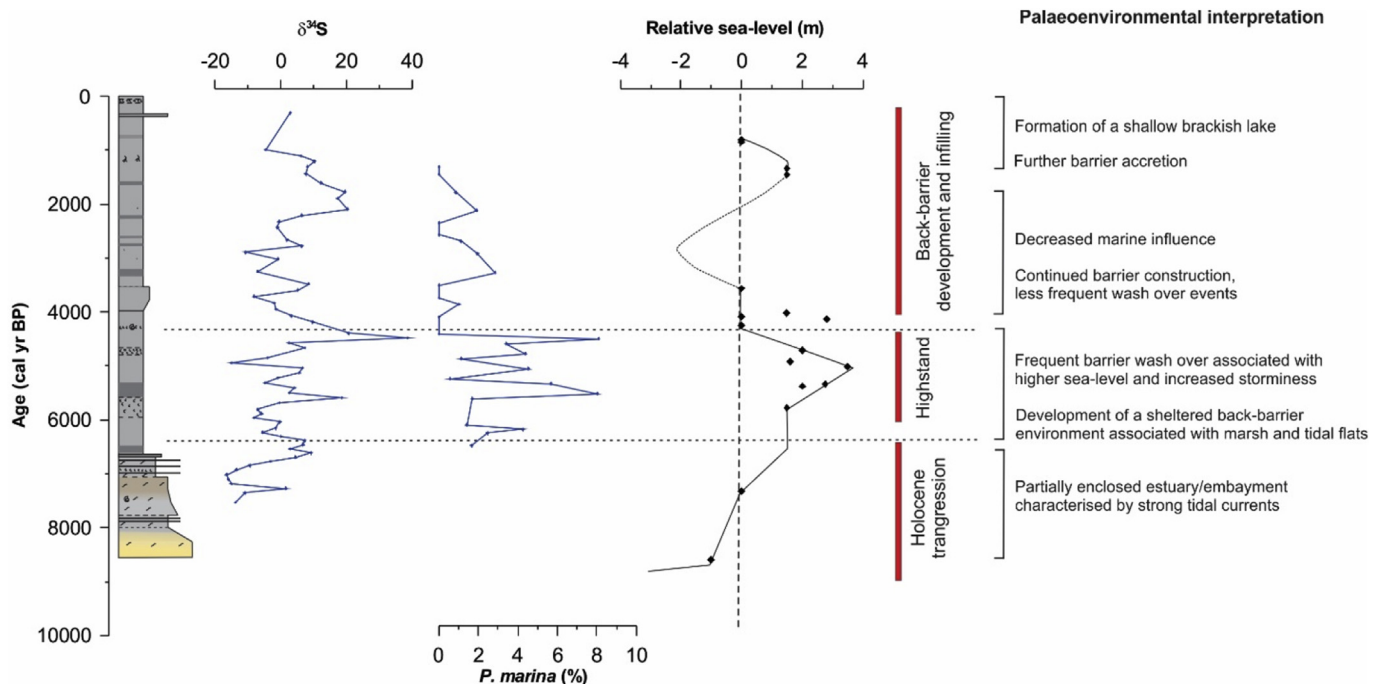 δ³⁴S
-20 0 20 40
Relative sea-level (m)
-4 -2 0 2 4
Palaeoenvironmental interpretation
Age (cal yr BP)
0
2000
4000
6000
8000
10000
0 2 4 6 8 10
P. marina (%)
Back-barrier
development and infilling
Highstand
Holocene
trangression
Formation of a shallow brackish lake
Further barrier accretion
Decreased marine influence
Continued barrier construction,
less frequent wash over events
Frequent barrier wash over associated with
higher sea-level and increased storminess
Development of a sheltered back-barrier
environment associated with marsh and tidal flats
Partially enclosed estuary/embayment
characterised by strong tidal currents